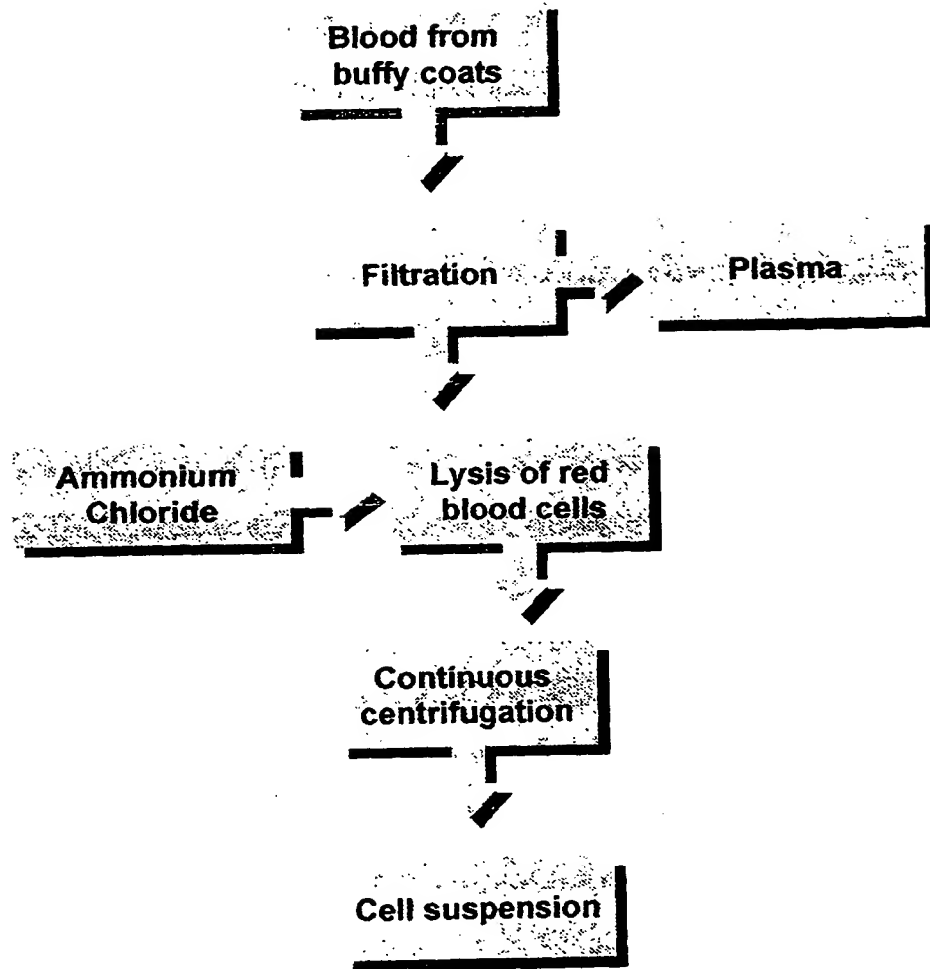 Blood from
buffy coats
Filtration
Plasma
Ammonium
Chloride
Lysis of red
blood cells
Continuous
centrifugation
Cell suspension